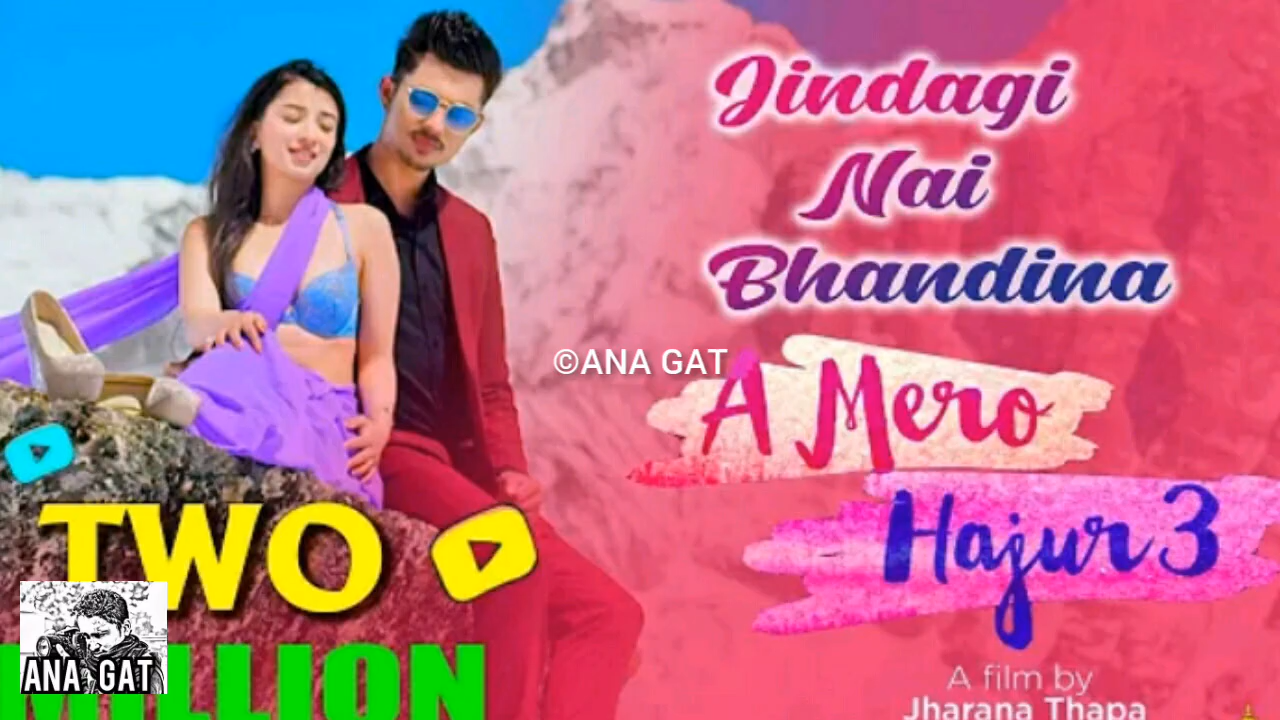 Jindagi
Nai
Bhandina
©ANA GAT
A Mero
Hajur 3
TWO
MILLION
ANA GAT
A film by
Jharana Thapa